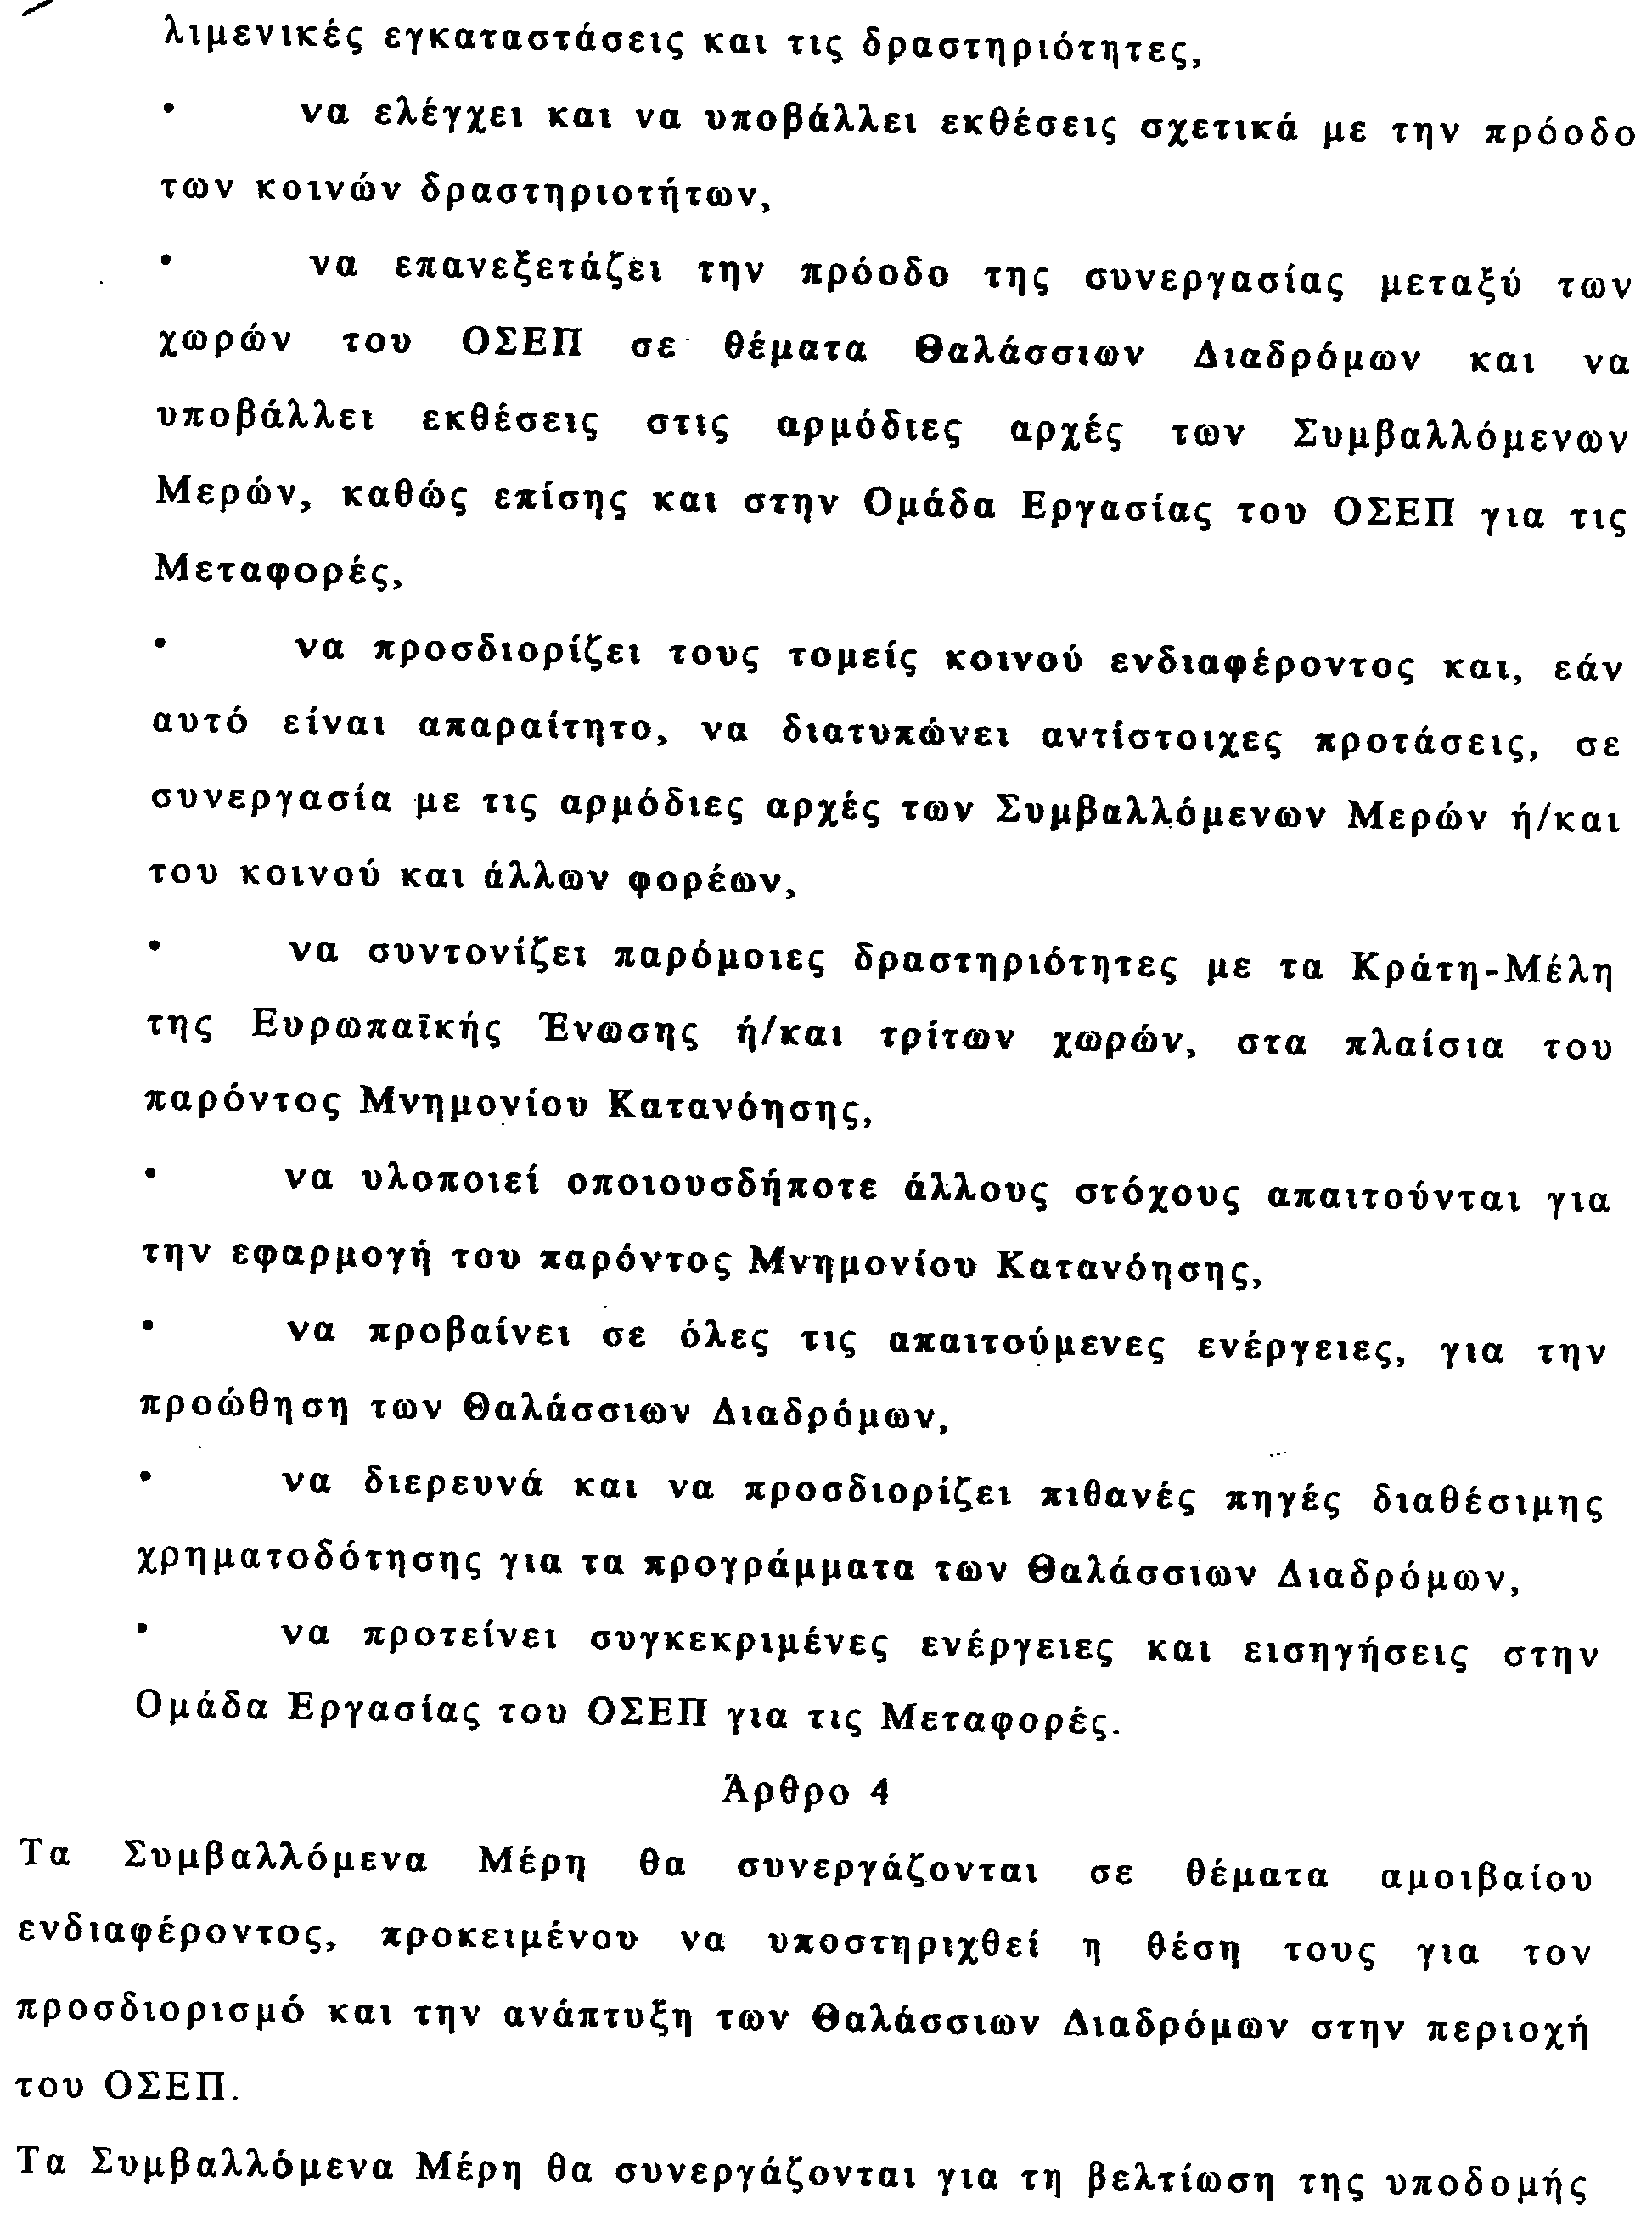 λιμενικές εγκαταστάσεις και τις δραστηριότητες,
• να ελέγχει και να υποβάλλει εκθέσεις σχετικά με την πρόοδο
των κοινών δραστηριοτήτων,
• να επανεξετάζει την πρόοδο της συνεργασίας μεταξύ των
χωρών του ΟΣΕΠ σε θέματα Θαλάσσιων Διαδρόμων και να
υποβάλλει εκθέσεις στις αρμόδιες αρχές των Συμβαλλόμενων
Μερών, καθώς επίσης και στην Ομάδα Εργασίας του ΟΣΕΠ για τις
Μεταφορές,
• να προσδιορίζει τους τομείς κοινού ενδιαφέροντος και, εάν
αυτό είναι απαραίτητο, να διατυπώνει αντίστοιχες προτάσεις, σε
συνεργασία με τις αρμόδιες αρχές των Συμβαλλόμενων Μερών ή/και
του κοινού και άλλων φορέων,
• να συντονίζει παρόμοιες δραστηριότητες με τα Κράτη-Μέλη
της Ευρωπαϊκής Ένωσης ή/και τρίτων χωρών, στα πλαίσια του
παρόντος Μνημονίου Κατανόησης,
• να υλοποιεί οποιουσδήποτε άλλους στόχους απαιτούνται για
την εφαρμογή του παρόντος Μνημονίου Κατανόησης,
• να προβαίνει σε όλες τις απαιτούμενες ενέργειες, για την
προώθηση των Θαλάσσιων Διαδρόμων,
• να διερευνά και να προσδιορίζει πιθανές πηγές διαθέσιμης
χρηματοδότησης για τα προγράμματα των Θαλάσσιων Διαδρόμων,
• να προτείνει συγκεκριμένες ενέργειες και εισηγήσεις στην
Ομάδα Εργασίας του ΟΣΕΠ για τις Μεταφορές.
Άρθρο 4
Τα Συμβαλλόμενα Μέρη θα συνεργάζονται σε θέματα αμοιβαίου
ενδιαφέροντος, προκειμένου να υποστηριχθεί η θέση τους για τον
προσδιορισμό και την ανάπτυξη των Θαλάσσιων Διαδρόμων στην περιοχή
του ΟΣΕΠ.
Τα Συμβαλλόμενα Μέρη θα συνεργάζονται για τη βελτίωση της υποδομής